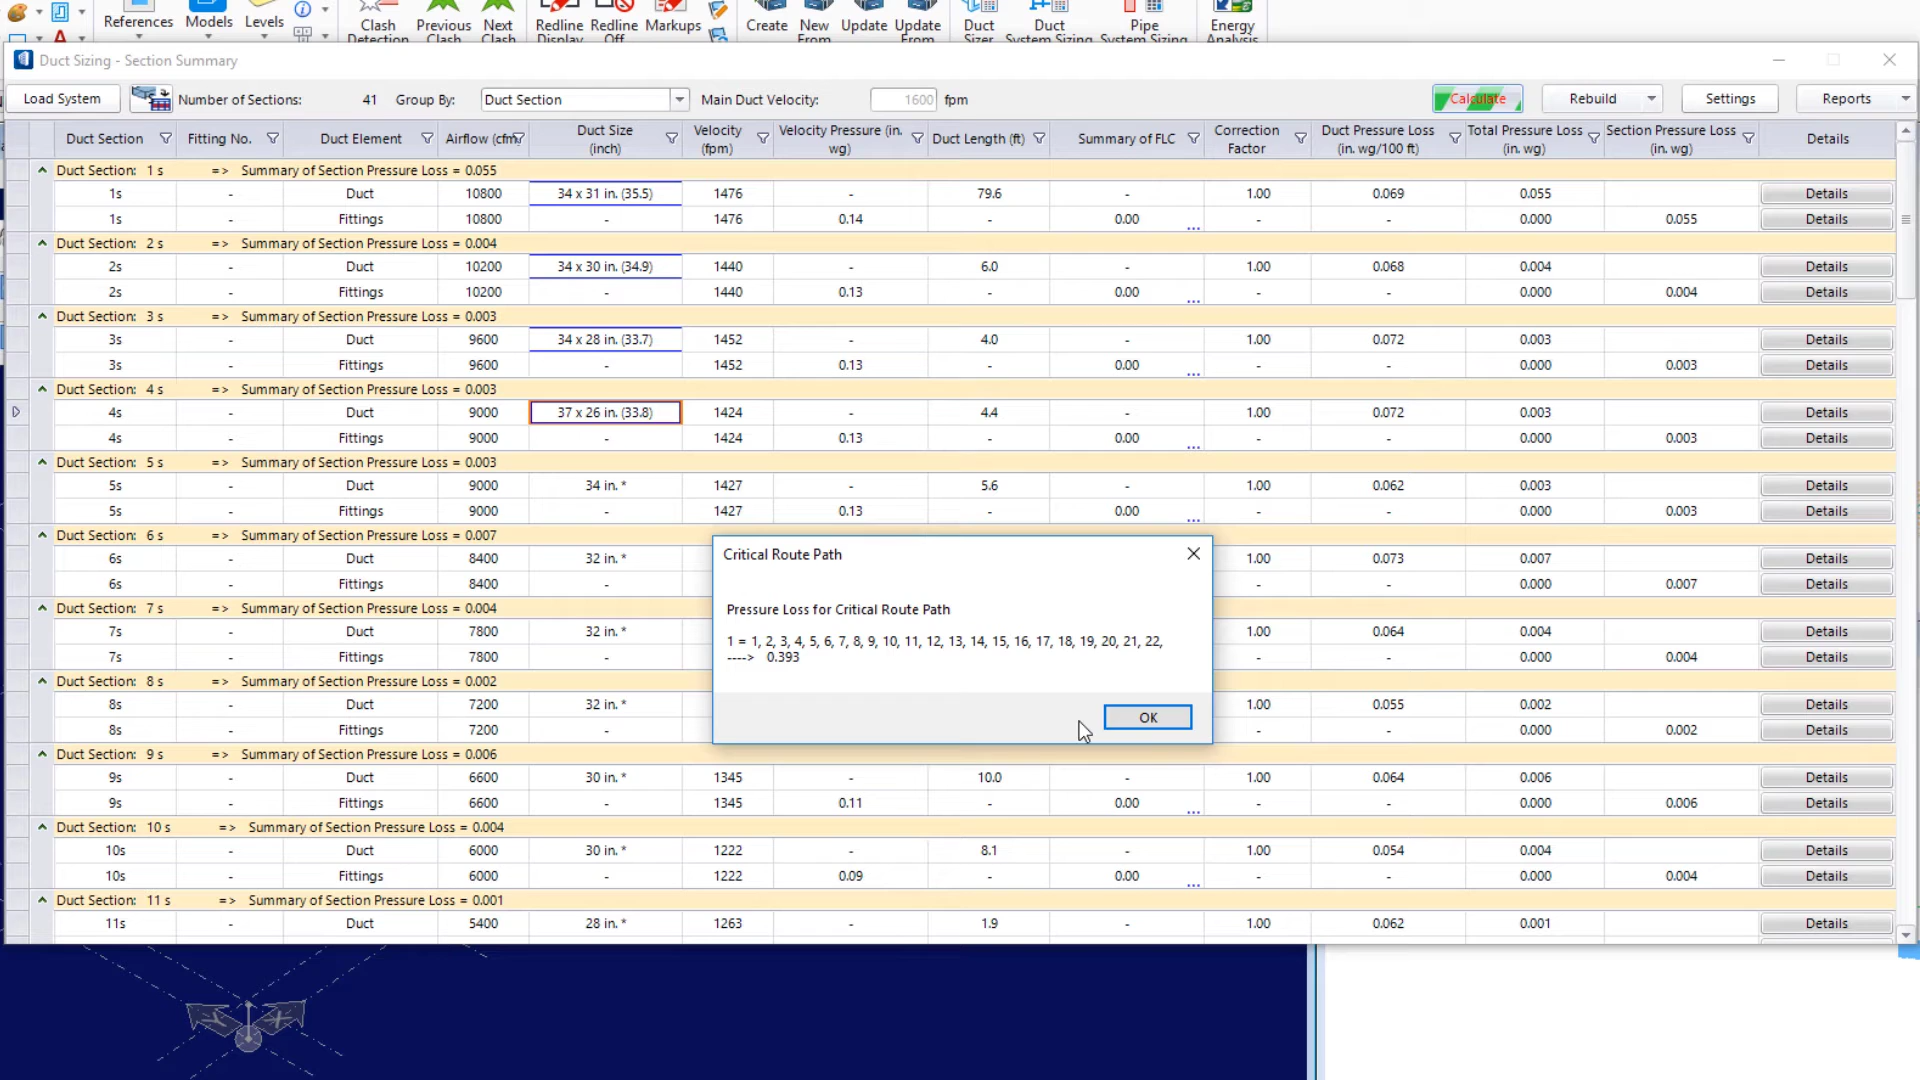 References Models Levels Clash Detection Previous Clash Next Clash Redline Display Redline Off Markups Create New From Update Update From Duct Sizer Duct System Sizing Pipe System Sizing Energy Analysis
Duct Sizing - Section Summary
Load System Number of Sections: 41 Group By: Duct Section Main Duct Velocity: 1600 fpm Calculate Rebuild Settings Reports
Duct Section Fitting No. Duct Element Airflow (cfm) Duct Size (inch) Velocity (fpm) Velocity Pressure (in. wg) Duct Length (ft) Summary of FLC Correction Factor Duct Pressure Loss (in. wg/100 ft) Total Pressure Loss (in. wg) Section Pressure Loss (in. wg) Details
Duct Section: 1 s => Summary of Section Pressure Loss = 0.055
1s - Duct 10800 34 x 31 in. (35.5) 1476 - 79.6 - 1.00 0.069 0.055 Details
1s - Fittings 10800 - 1476 0.14 - 0.00 ... - - 0.000 0.055 Details
Duct Section: 2 s => Summary of Section Pressure Loss = 0.004
2s - Duct 10200 34 x 30 in. (34.9) 1440 - 6.0 - 1.00 0.068 0.004 Details
2s - Fittings 10200 - 1440 0.13 - 0.00 ... - - 0.000 0.004 Details
Duct Section: 3 s => Summary of Section Pressure Loss = 0.003
3s - Duct 9600 34 x 28 in. (33.7) 1452 - 4.0 - 1.00 0.072 0.003 Details
3s - Fittings 9600 - 1452 0.13 - 0.00 ... - - 0.000 0.003 Details
Duct Section: 4 s => Summary of Section Pressure Loss = 0.003
4s - Duct 9000 37 x 26 in. (33.8) 1424 - 4.4 - 1.00 0.072 0.003 Details
4s - Fittings 9000 - 1424 0.13 - 0.00 ... - - 0.000 0.003 Details
Duct Section: 5 s => Summary of Section Pressure Loss = 0.003
5s - Duct 9000 34 in. * 1427 - 5.6 - 1.00 0.062 0.003 Details
5s - Fittings 9000 - 1427 0.13 - 0.00 ... - - 0.000 0.003 Details
Duct Section: 6 s => Summary of Section Pressure Loss = 0.007
6s - Duct 8400 32 in. * 1.00 0.073 0.007 Details
6s - Fittings 8400 - - - 0.000 0.007 Details
Duct Section: 7 s => Summary of Section Pressure Loss = 0.004
7s - Duct 7800 32 in. * 1.00 0.064 0.004 Details
7s - Fittings 7800 - - - 0.000 0.004 Details
Duct Section: 8 s => Summary of Section Pressure Loss = 0.002
8s - Duct 7200 32 in. * 1.00 0.055 0.002 Details
8s - Fittings 7200 - - - 0.000 0.002 Details
Duct Section: 9 s => Summary of Section Pressure Loss = 0.006
9s - Duct 6600 30 in. * 1345 - 10.0 - 1.00 0.064 0.006 Details
9s - Fittings 6600 - 1345 0.11 - 0.00 ... - - 0.000 0.006 Details
Duct Section: 10 s => Summary of Section Pressure Loss = 0.004
10s - Duct 6000 30 in. * 1222 - 8.1 - 1.00 0.054 0.004 Details
10s - Fittings 6000 - 1222 0.09 - 0.00 ... - - 0.000 0.004 Details
Duct Section: 11 s => Summary of Section Pressure Loss = 0.001
11s - Duct 5400 28 in. * 1263 - 1.9 - 1.00 0.062 0.001 Details
Critical Route Path
Pressure Loss for Critical Route Path
1 = 1, 2, 3, 4, 5, 6, 7, 8, 9, 10, 11, 12, 13, 14, 15, 16, 17, 18, 19, 20, 21, 22,
----> 0.393
OK